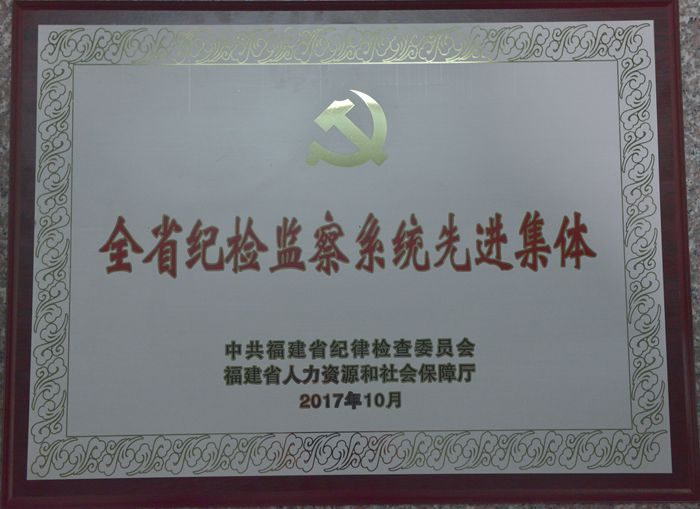 全省纪检监察系统先进集体
中共福建省纪律检查委员会
福建省人力资源和社会保障厅
2017年10月